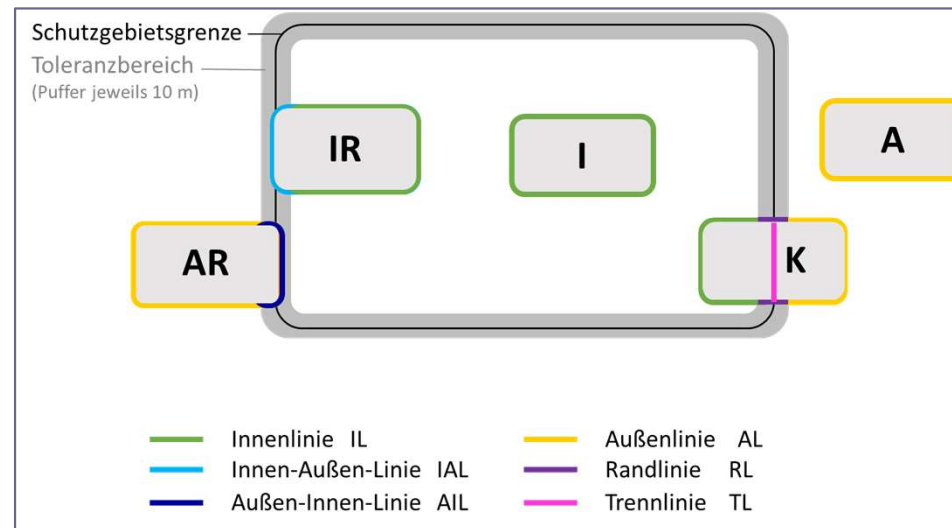 Schutzgebietsgrenze
Toleranzbereich
(Puffer jeweils 10 m)
IR
I
A
AR
K
Innenlinie IL
Innen-Außen-Linie IAL
Außen-Innen-Linie AIL
Außenlinie AL
Randlinie RL
Trennlinie TL